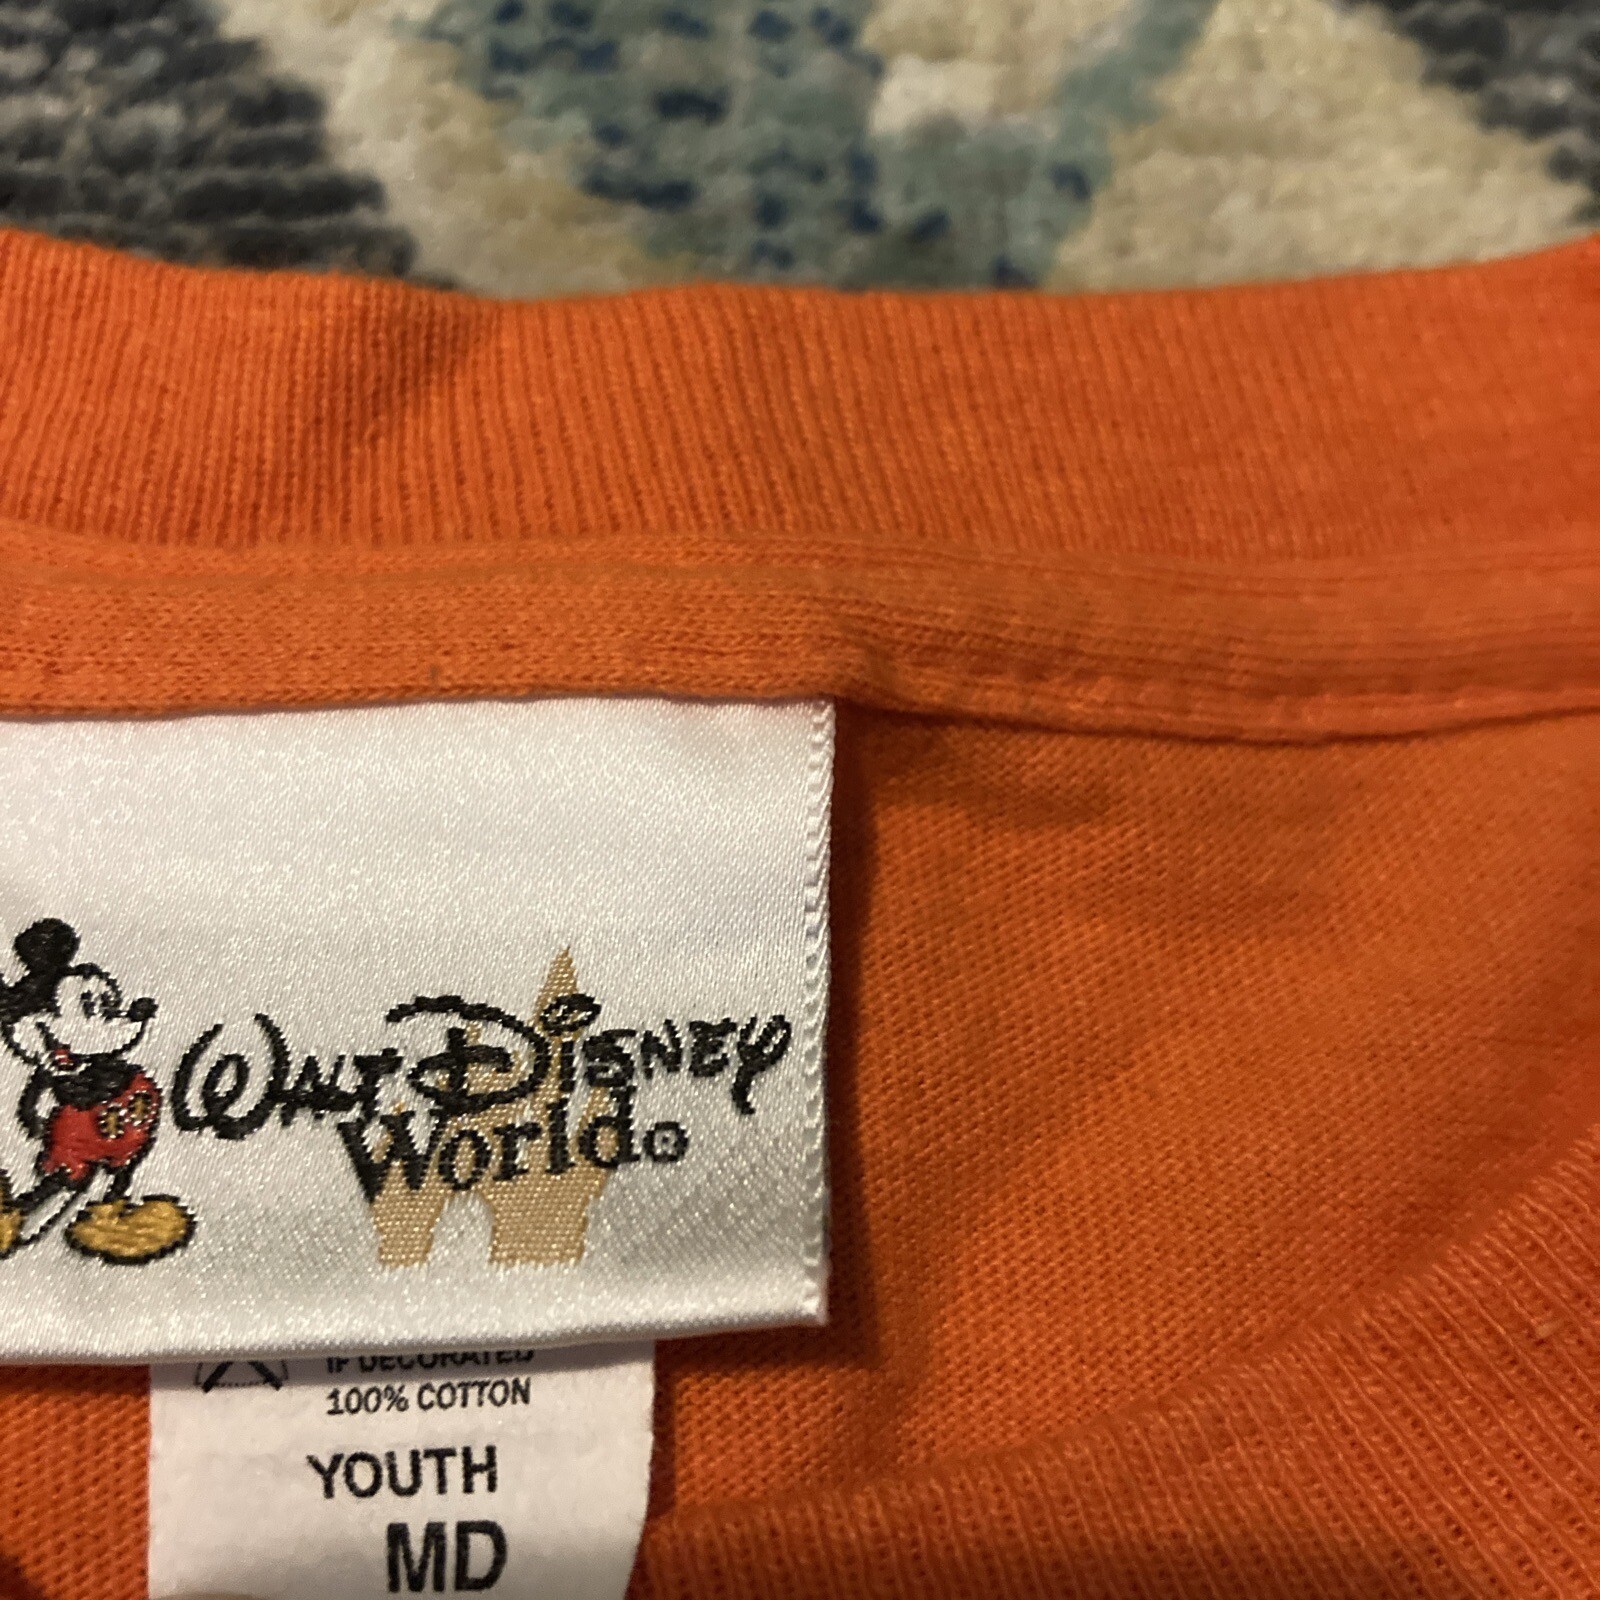 WALT DISNEY
World®
IF DECORATED
100% COTTON
YOUTH
MD